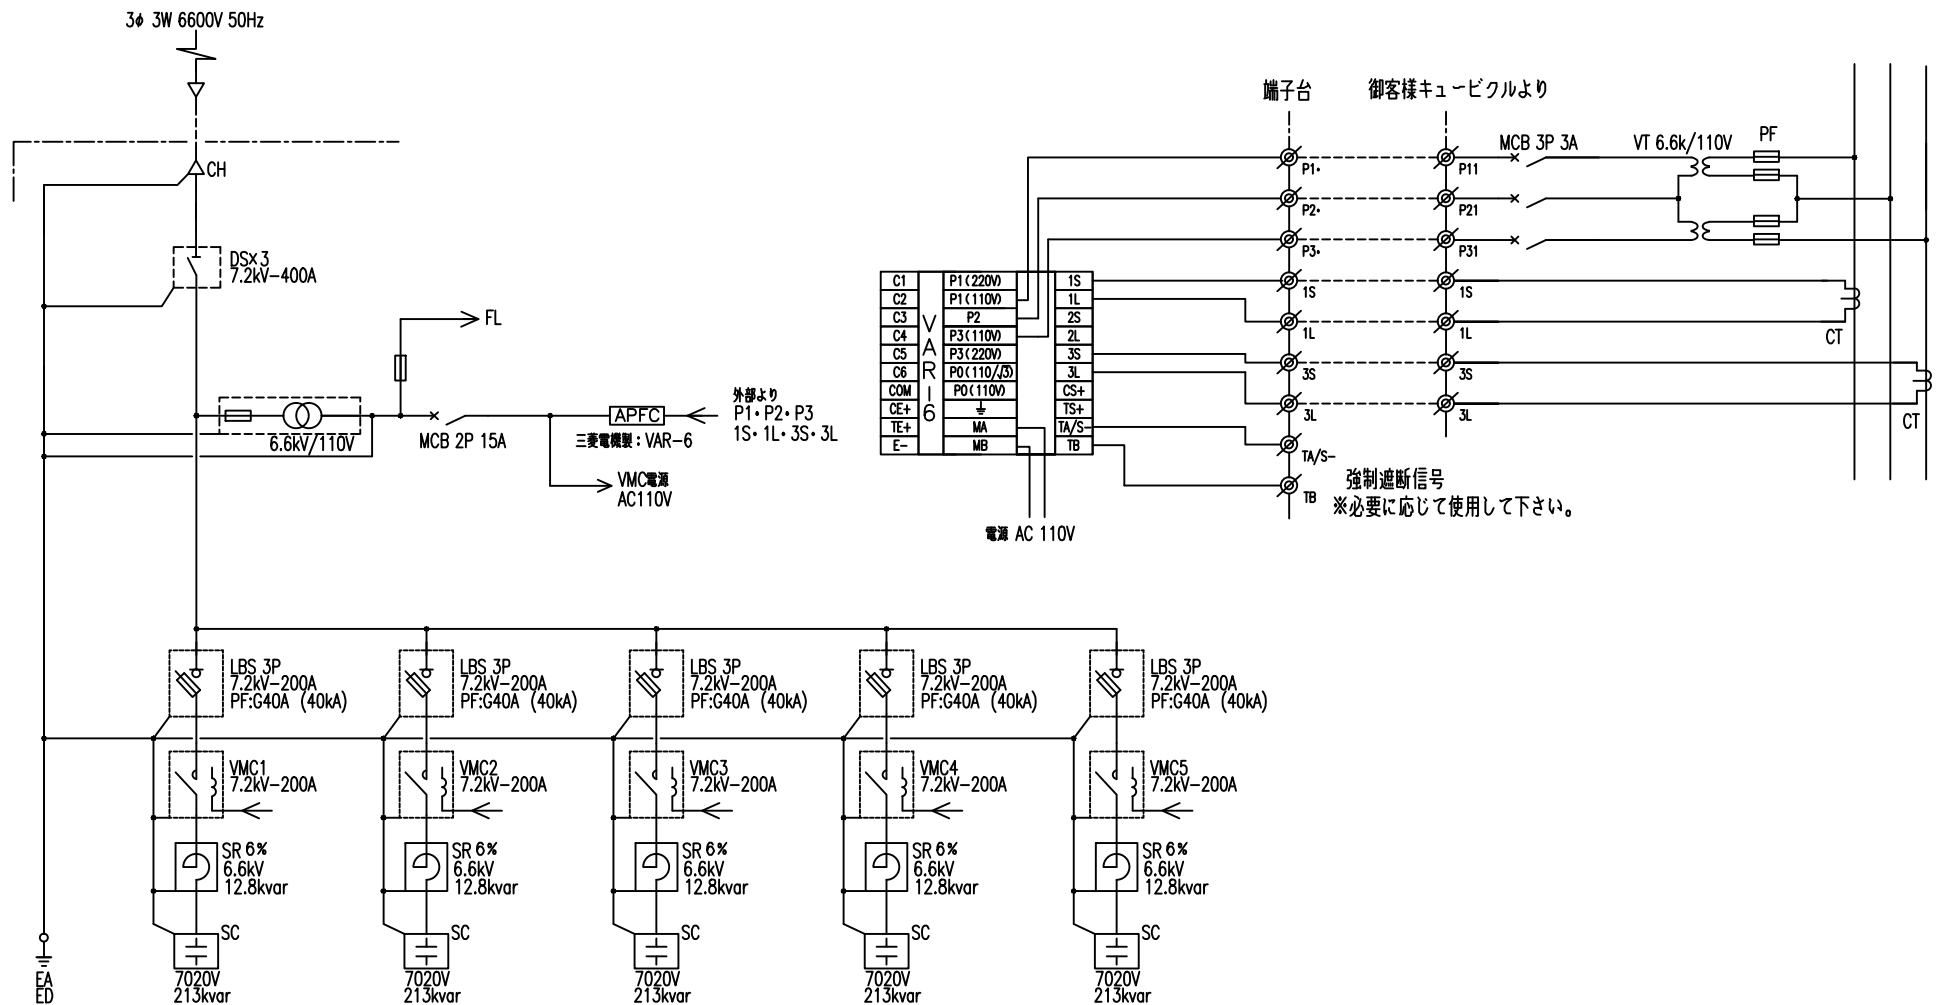 3φ 3W 6600V 50Hz
CH
DS×3
7.2kV-400A
FL
6.6kV/110V
MCB 2P 15A
APFC
三菱電機製：VAR-6
外部より
P1・P2・P3
1S・1L・3S・3L
VMC電源
AC110V
端子台
御客様キュービクルより
MCB 3P 3A
VT 6.6k/110V
PF
P1・
P11
P2・
P21
P3・
P31
1S
1S
1L
1L
3S
3S
3L
3L
TA/S-
TB
CT
CT
C1
C2
C3
C4
C5
C6
COM
CE+
TE+
E-
VAR-6
P1(220V)
P1(110V)
P2
P3(110V)
P3(220V)
P0(110/√3)
P0(110V)
MA
MB
1S
1L
2S
2L
3S
3L
CS+
TS+
TA/S-
TB
電源 AC 110V
強制遮断信号
※必要に応じて使用して下さい。
LBS 3P
7.2kV-200A
PF:G40A (40kA)
LBS 3P
7.2kV-200A
PF:G40A (40kA)
LBS 3P
7.2kV-200A
PF:G40A (40kA)
LBS 3P
7.2kV-200A
PF:G40A (40kA)
LBS 3P
7.2kV-200A
PF:G40A (40kA)
VMC1
7.2kV-200A
VMC2
7.2kV-200A
VMC3
7.2kV-200A
VMC4
7.2kV-200A
VMC5
7.2kV-200A
SR 6%
6.6kV
12.8kvar
SR 6%
6.6kV
12.8kvar
SR 6%
6.6kV
12.8kvar
SR 6%
6.6kV
12.8kvar
SR 6%
6.6kV
12.8kvar
SC
7020V
213kvar
SC
7020V
213kvar
SC
7020V
213kvar
SC
7020V
213kvar
SC
7020V
213kvar
EA
ED